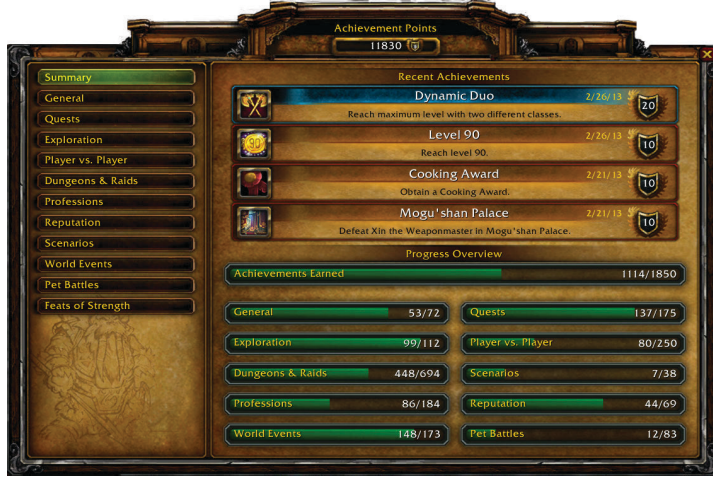 Achievement Points
11830
Summary
General
Quests
Exploration
Player vs. Player
Dungeons & Raids
Professions
Reputation
Scenarios
World Events
Pet Battles
Feats of Strength
Recent Achievements
Dynamic Duo 2/26/13 20
Reach maximum level with two different classes.
90 Level 90 2/26/13 10
Reach level 90.
Cooking Award 2/21/13 10
Obtain a Cooking Award.
Mogu'shan Palace 2/21/13 10
Defeat Xin the Weaponmaster in Mogu'shan Palace.
Progress Overview
Achievements Earned 1114/1850
General 53/72 Quests 137/175
Exploration 99/112 Player vs. Player 80/250
Dungeons & Raids 448/694 Scenarios 7/38
Professions 86/184 Reputation 44/69
World Events 148/173 Pet Battles 12/83